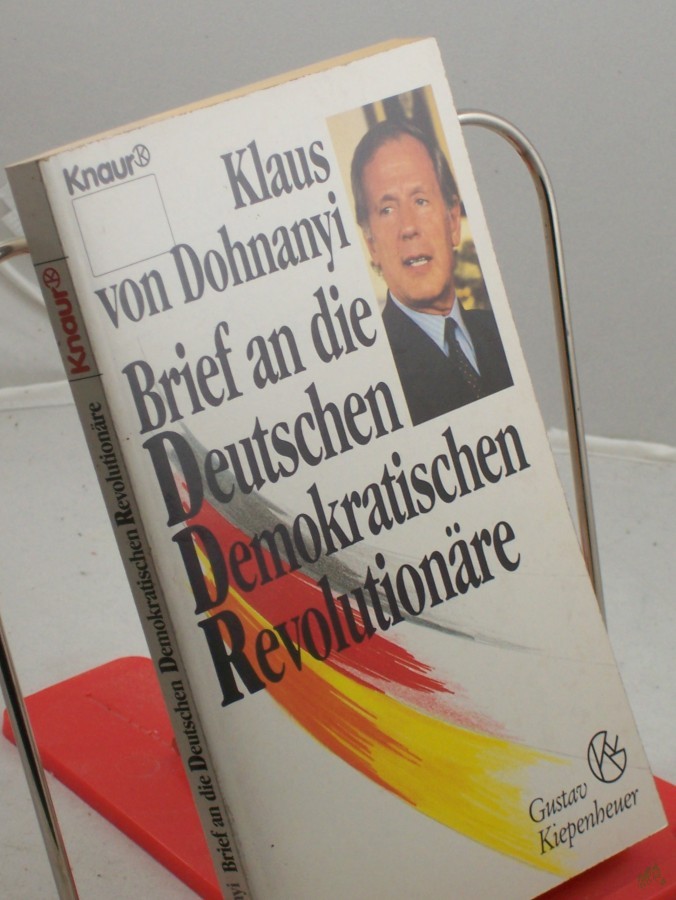 Knaur
Klaus
von Dohnanyi
Brief an die
Deutschen
Demokratischen
Revolutionäre
Gustav
Kiepenheuer
Knaur
nyi Brief an die Deutschen Demokratischen Revolutionäre